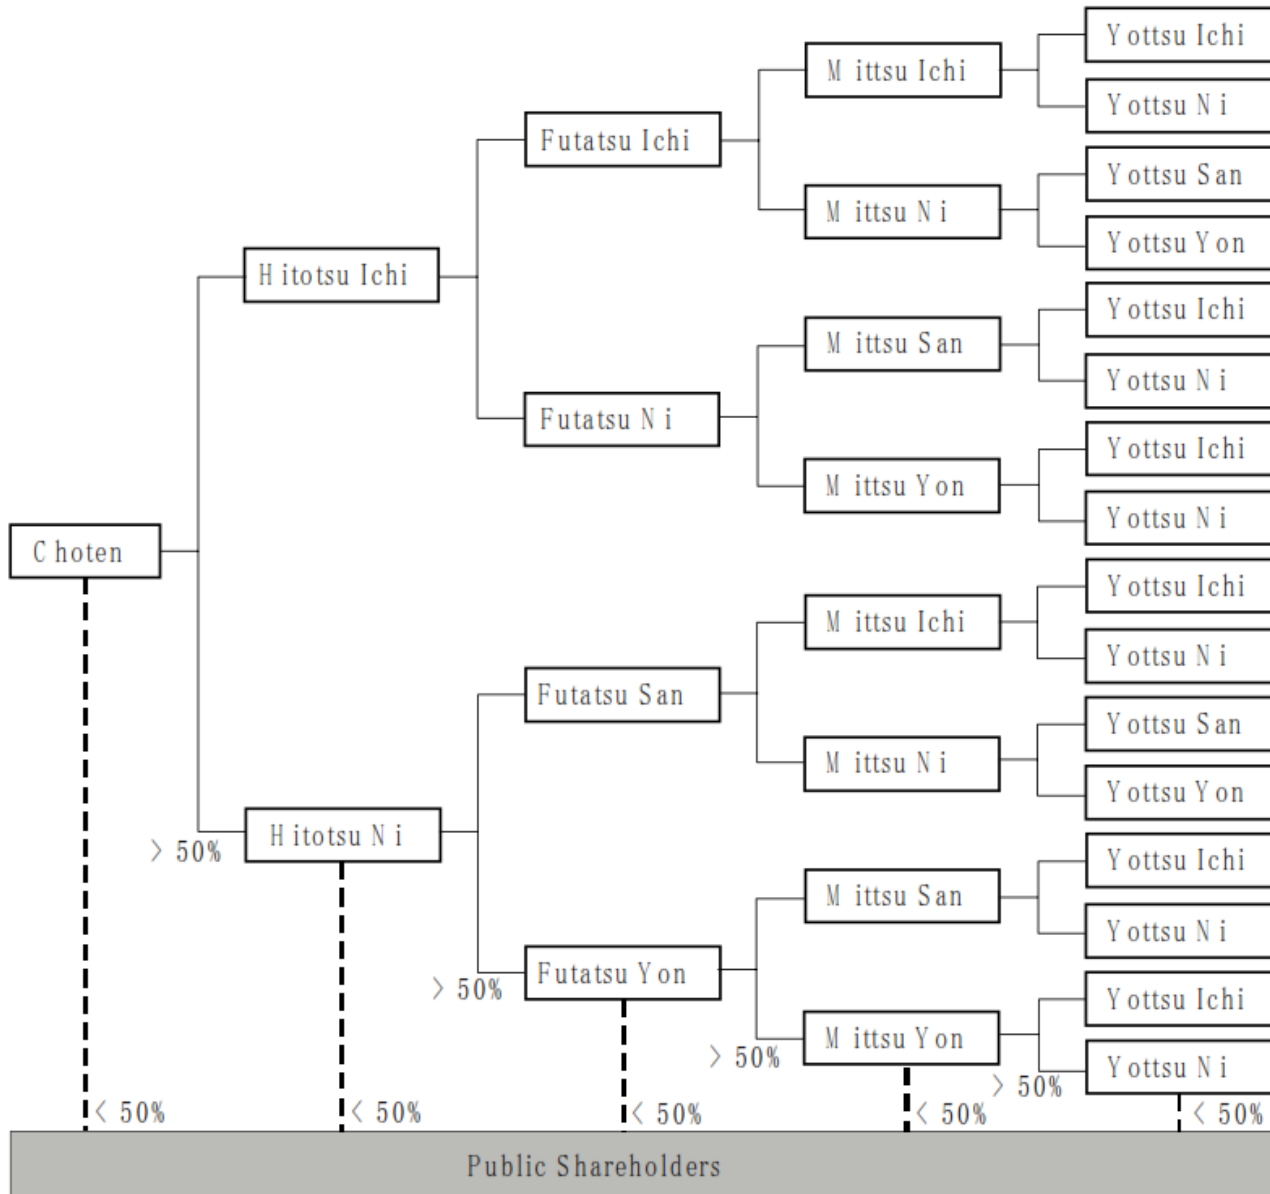 Yottsu Ichi
Mittsu Ichi
Yottsu Ni
Futatsu Ichi
Yottsu San
Mittsu Ni
Yottsu Yon
Hitotsu Ichi
Yottsu Ichi
Mittsu San
Yottsu Ni
Futatsu Ni
Yottsu Ichi
Mittsu Yon
Yottsu Ni
Choten
Yottsu Ichi
Mittsu Ichi
Yottsu Ni
Futatsu San
Yottsu San
Mittsu Ni
Yottsu Yon
Hitotsu Ni
> 50%
Yottsu Ichi
Mittsu San
Yottsu Ni
Futatsu Yon
> 50%
Yottsu Ichi
Mittsu Yon
Yottsu Ni
> 50%
> 50%
< 50%
< 50%
< 50%
< 50%
< 50%
Public Shareholders